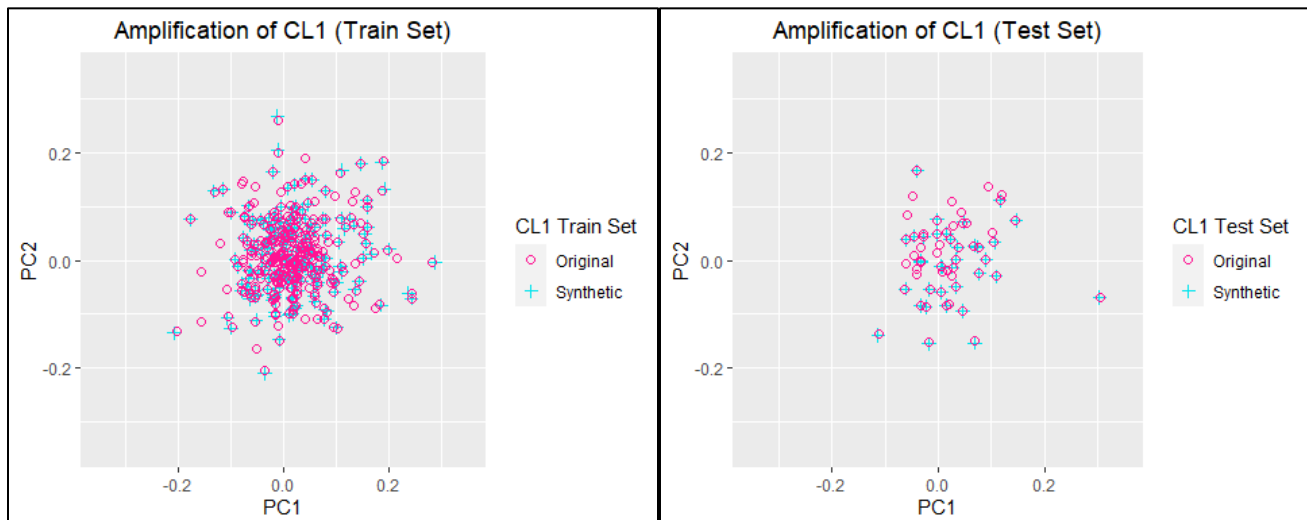 Amplification of CL1 (Train Set)
PC2
0.2
0.0
-0.2
-0.2
0.0
0.2
PC1
CL1 Train Set
Original
Synthetic
Amplification of CL1 (Test Set)
PC2
0.2
0.0
-0.2
-0.2
0.0
0.2
PC1
CL1 Test Set
Original
Synthetic